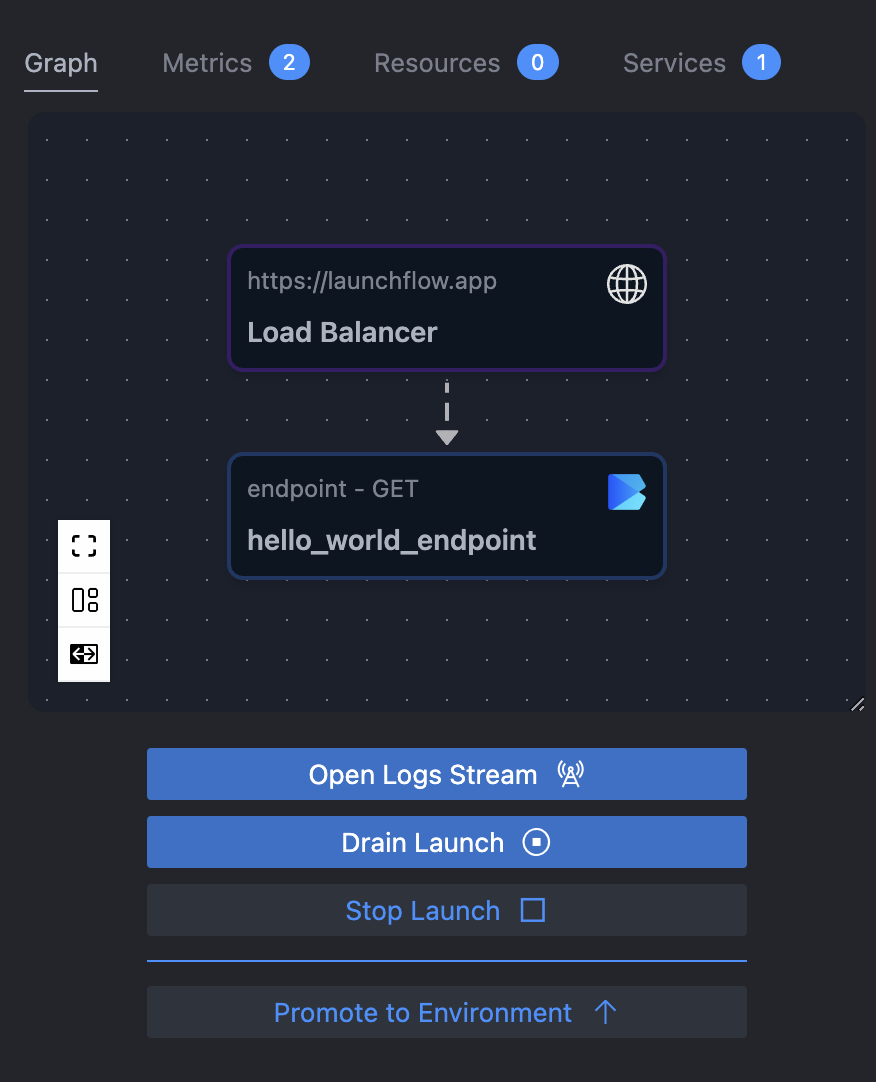 Graph
Metrics 2
Resources 0
Services 1
https://launchflow.app
Load Balancer
endpoint - GET
hello_world_endpoint
Open Logs Stream
Drain Launch
Stop Launch
Promote to Environment